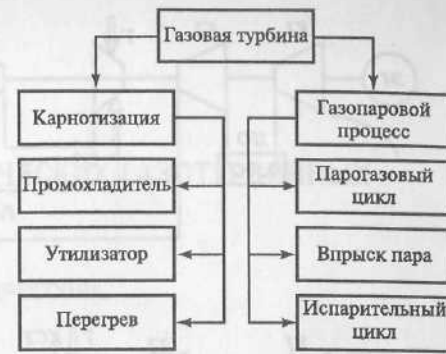 Газовая турбина
Карнотизация
Газопаровой
процесс
Промохладитель
Парогазовый
цикл
Утилизатор
Впрыск пара
Перегрев
Испарительный
цикл